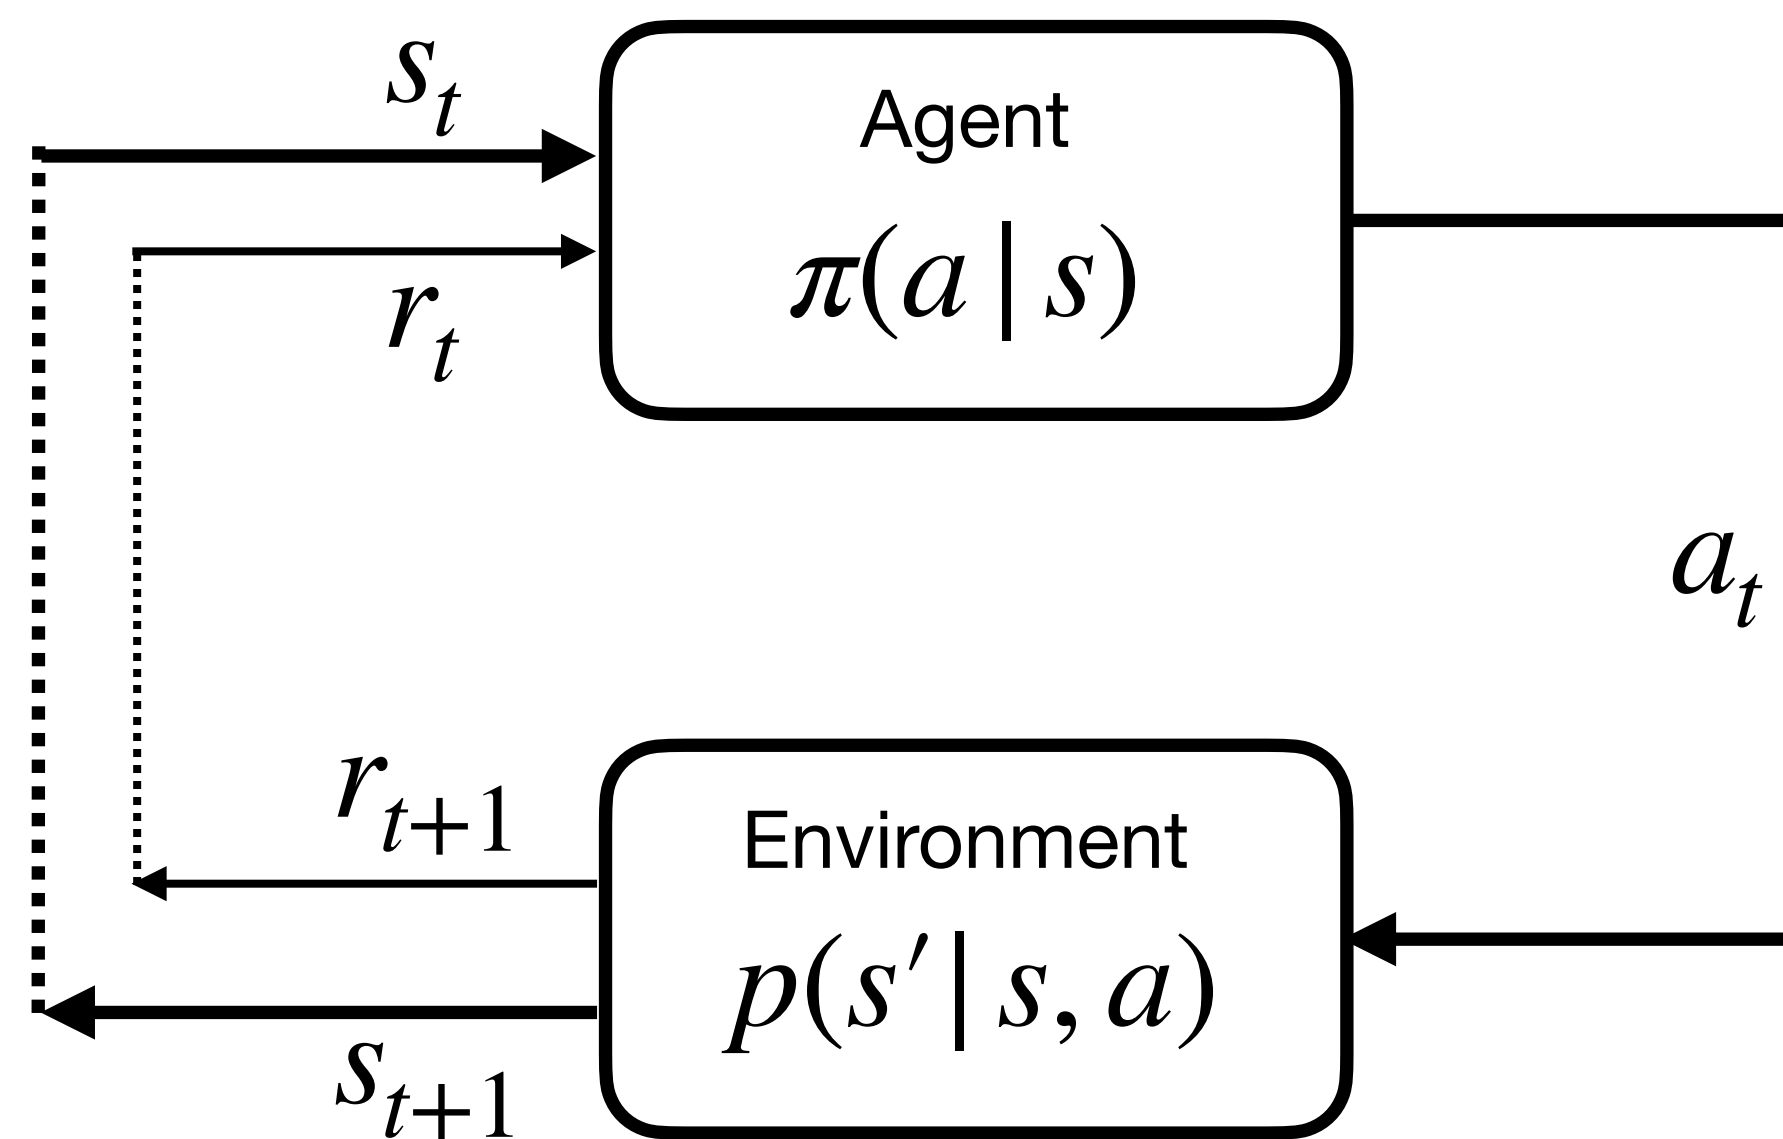 s_t
Agent
r_t
π(a | s)
a_t
r_{t+1}
Environment
p(s′ | s, a)
s_{t+1}